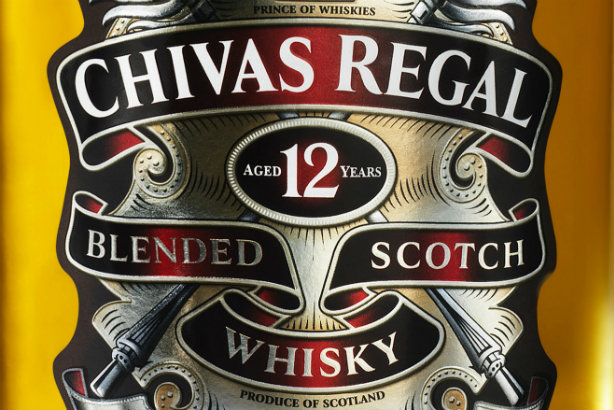 PRINCE OF WHISKIES
CHIVAS REGAL
AGED 12 YEARS
BLENDED SCOTCH
WHISKY
PRODUCE OF SCOTLAND